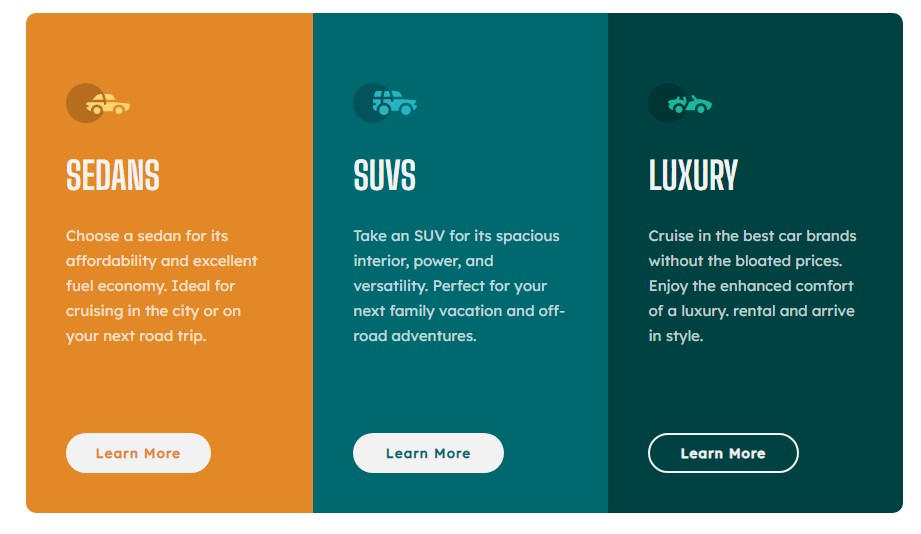 SEDANS
Choose a sedan for its
affordability and excellent
fuel economy. Ideal for
cruising in the city or on
your next road trip.
Learn More
SUVS
Take an SUV for its spacious
interior, power, and
versatility. Perfect for your
next family vacation and off-
road adventures.
Learn More
LUXURY
Cruise in the best car brands
without the bloated prices.
Enjoy the enhanced comfort
of a luxury. rental and arrive
in style.
Learn More